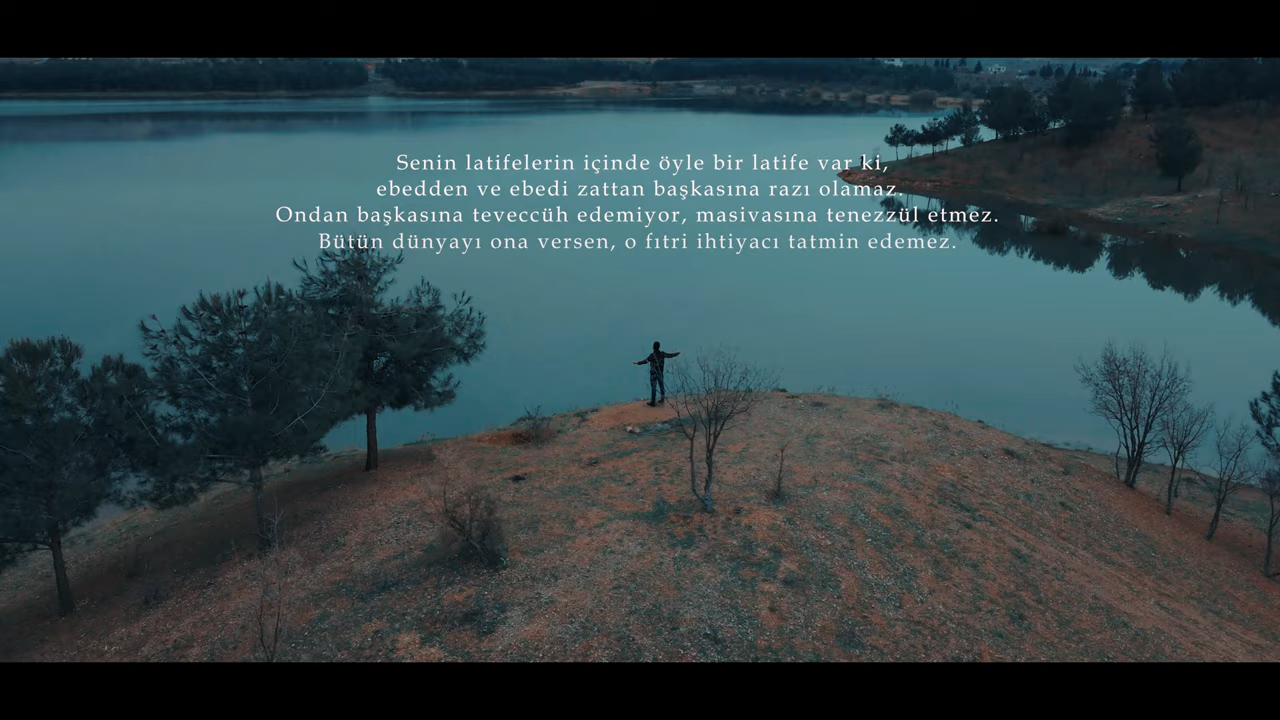 Senin latifelerin içinde öyle bir latife var ki,
ebedden ve ebedi zattan başkasına razı olamaz.
Ondan başkasına teveccüh edemiyor, masivasına tenezzül etmez.
Bütün dünyayı ona versen, o fıtri ihtiyacı tatmin edemez.